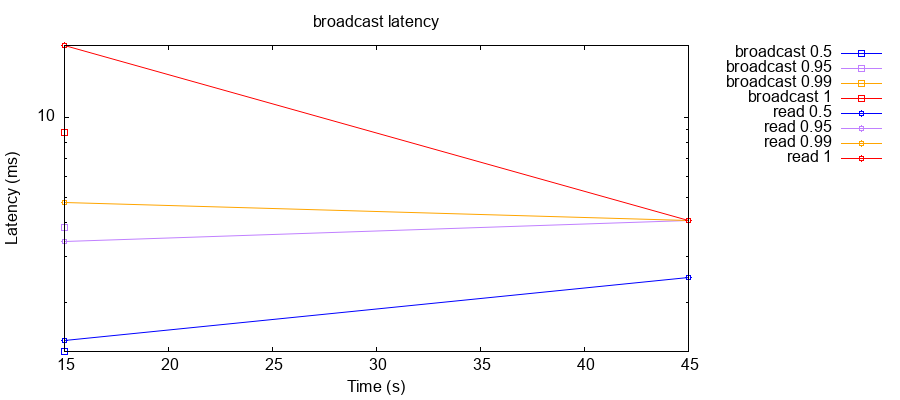 broadcast latency
broadcast 0.5
broadcast 0.95
broadcast 0.99
broadcast 1
read 0.5
read 0.95
read 0.99
read 1
10
Latency (ms)
15 20 25 30 35 40 45
Time (s)